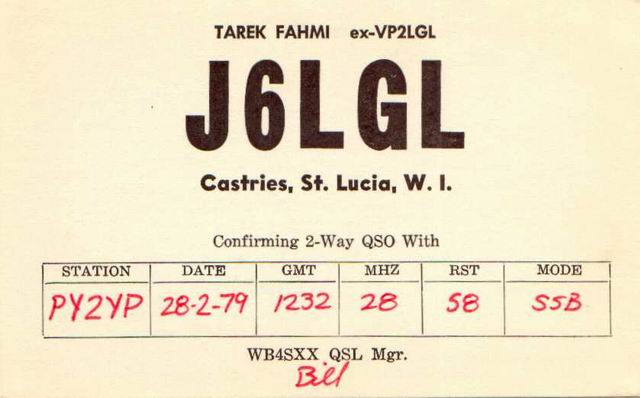 TAREK FAHMI ex-VP2LGL
J6LGL
Castries, St. Lucia, W. I.
Confirming 2-Way QSO With
STATION DATE GMT MHZ RST MODE
PY2YP 28-2-79 1232 28 58 SSB
WB4SXX QSL Mgr.
Bill